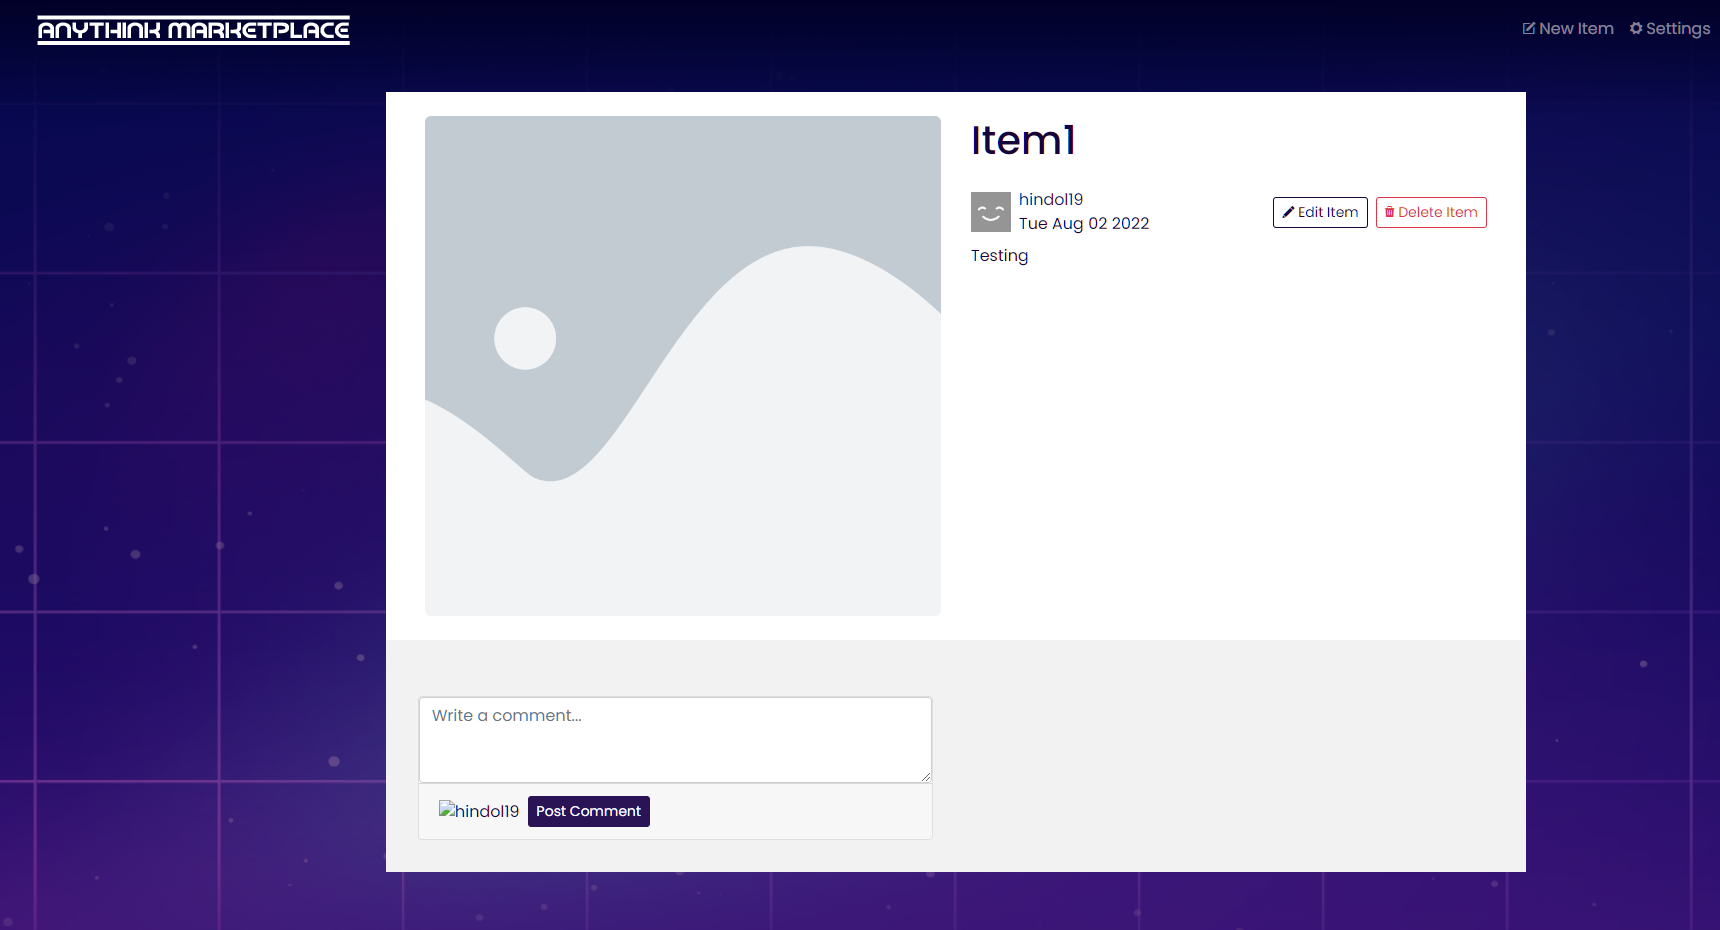 ANYTHINK MARKETPLACE
New Item
Settings
Item1
hindol19
Tue Aug 02 2022
Edit Item
Delete Item
Testing
Write a comment...
hindol19
Post Comment